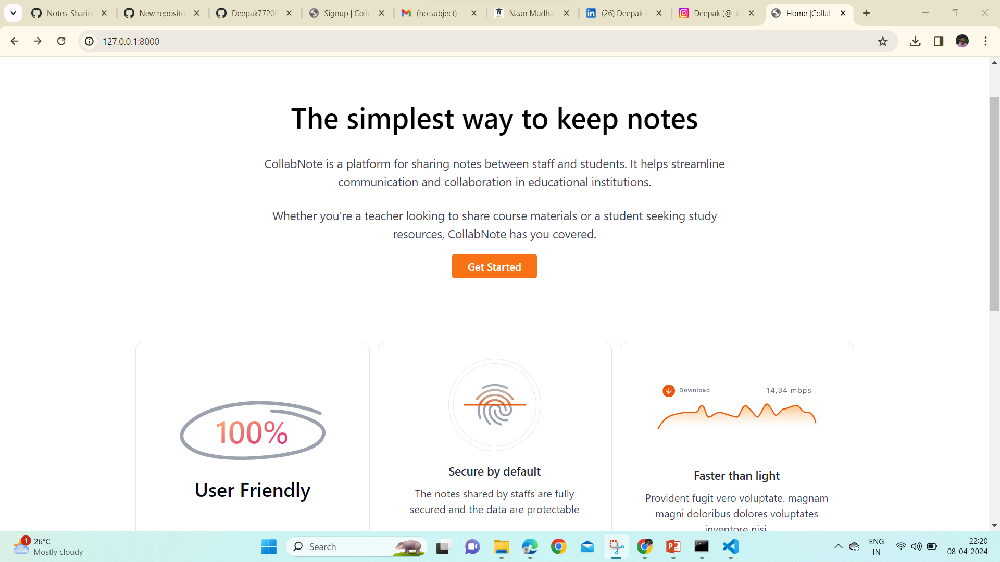 Notes-Sharin
New reposito
Deepak77200
Signup | Colla
(no subject) -
Naan Mudhal
(26) Deepak K
Deepak (@_k
Home |Collab
127.0.0.1:8000
The simplest way to keep notes
CollabNote is a platform for sharing notes between staff and students. It helps streamline
communication and collaboration in educational institutions.
Whether you're a teacher looking to share course materials or a student seeking study
resources, CollabNote has you covered.
Get Started
100%
User Friendly
Secure by default
The notes shared by staffs are fully
secured and the data are protectable
Download
14,34 mbps
Faster than light
Provident fugit vero voluptate. magnam
magni doloribus dolores voluptates
inventore nisi
1
26°C
Mostly cloudy
Search
ENG
IN
22:20
08-04-2024